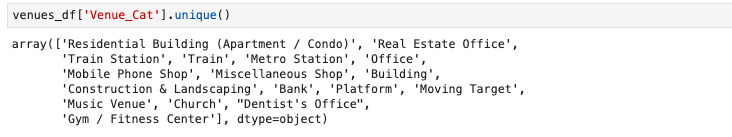 venues_df['Venue_Cat'].unique()
array(['Residential Building (Apartment / Condo)', 'Real Estate Office',
'Train Station', 'Train', 'Metro Station', 'Office',
'Mobile Phone Shop', 'Miscellaneous Shop', 'Building',
'Construction & Landscaping', 'Bank', 'Platform', 'Moving Target',
'Music Venue', 'Church', "Dentist's Office",
'Gym / Fitness Center'], dtype=object)